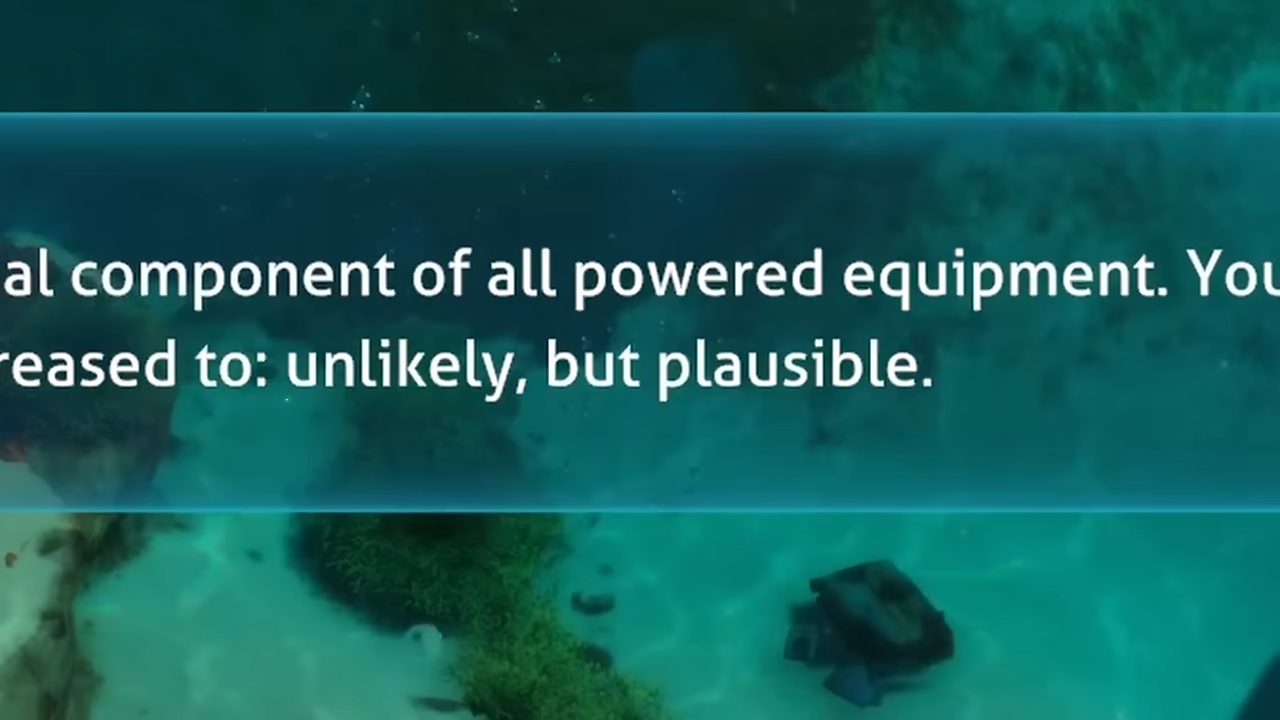 al component of all powered equipment. You
reased to: unlikely, but plausible.